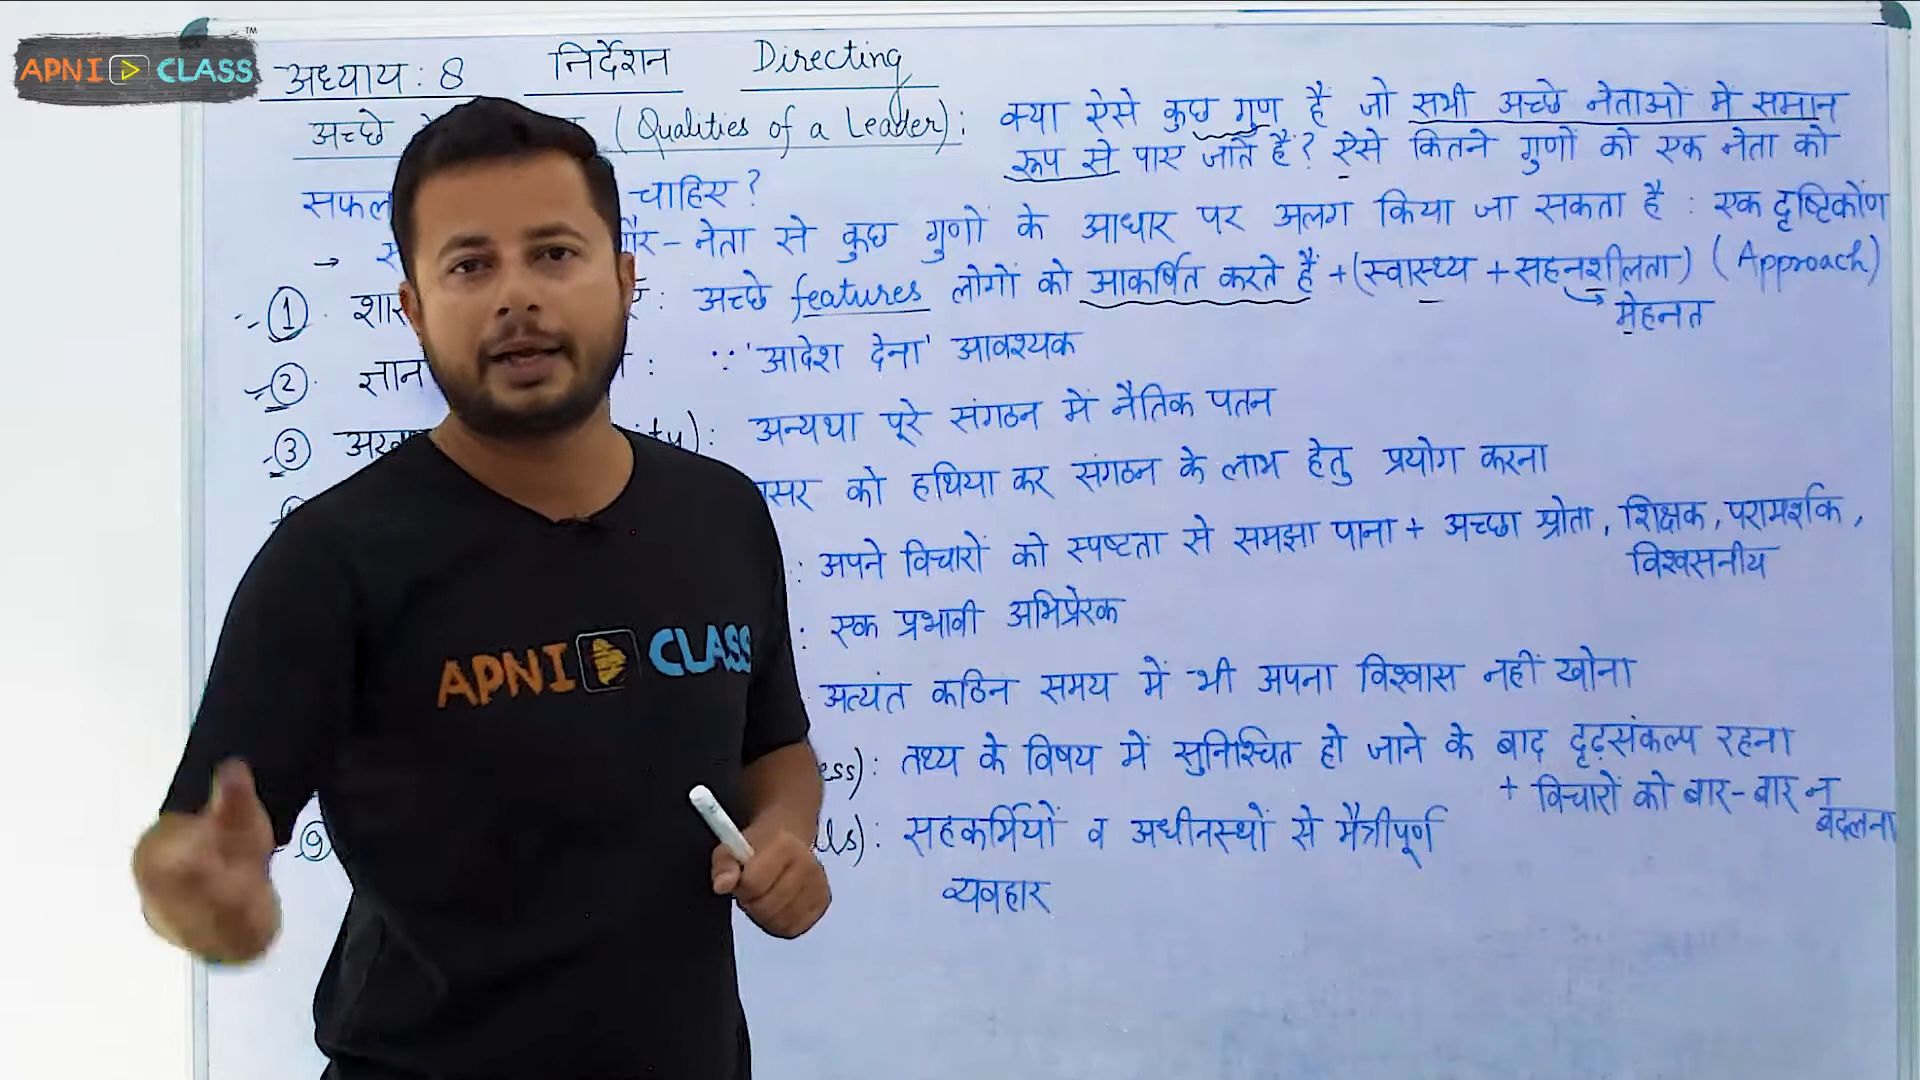 APNI CLASS™
अध्याय : 8 निर्देशन Directing
अच्छे (Qualities of a Leader) : क्या ऐसे कुछ गुण हैं जो सभी अच्छे नेताओं में समान
रूप से पाए जाते हैं? ऐसे कितने गुणों को एक नेता को
सफल चाहिए?
→ गैर-नेता से कुछ गुणों के आधार पर अलग किया जा सकता है : एक दृष्टिकोण
(Approach)
① : अच्छे features लोगों को आकर्षित करते हैं + (स्वास्थ्य + सहनशीलता)
मेहनत
② ज्ञान : ∵ 'आदेश देना' आवश्यक
③ : अन्यथा पूरे संगठन में नैतिक पतन
को हथिया कर संगठन के लाभ हेतु प्रयोग करना
: अपने विचारों को स्पष्टता से समझा पाना + अच्छा श्रोता, शिक्षक, परामर्शक,
विश्वसनीय
: एक प्रभावी अभिप्रेरक
अत्यंत कठिन समय में भी अपना विश्वास नहीं खोना
: तथ्य के विषय में सुनिश्चित हो जाने के बाद दृढ़संकल्प रहना
+ विचारों को बार-बार न
बदलना
⑨ : सहकर्मियों व अधीनस्थों से मैत्रीपूर्ण
व्यवहार
APNI CLASS